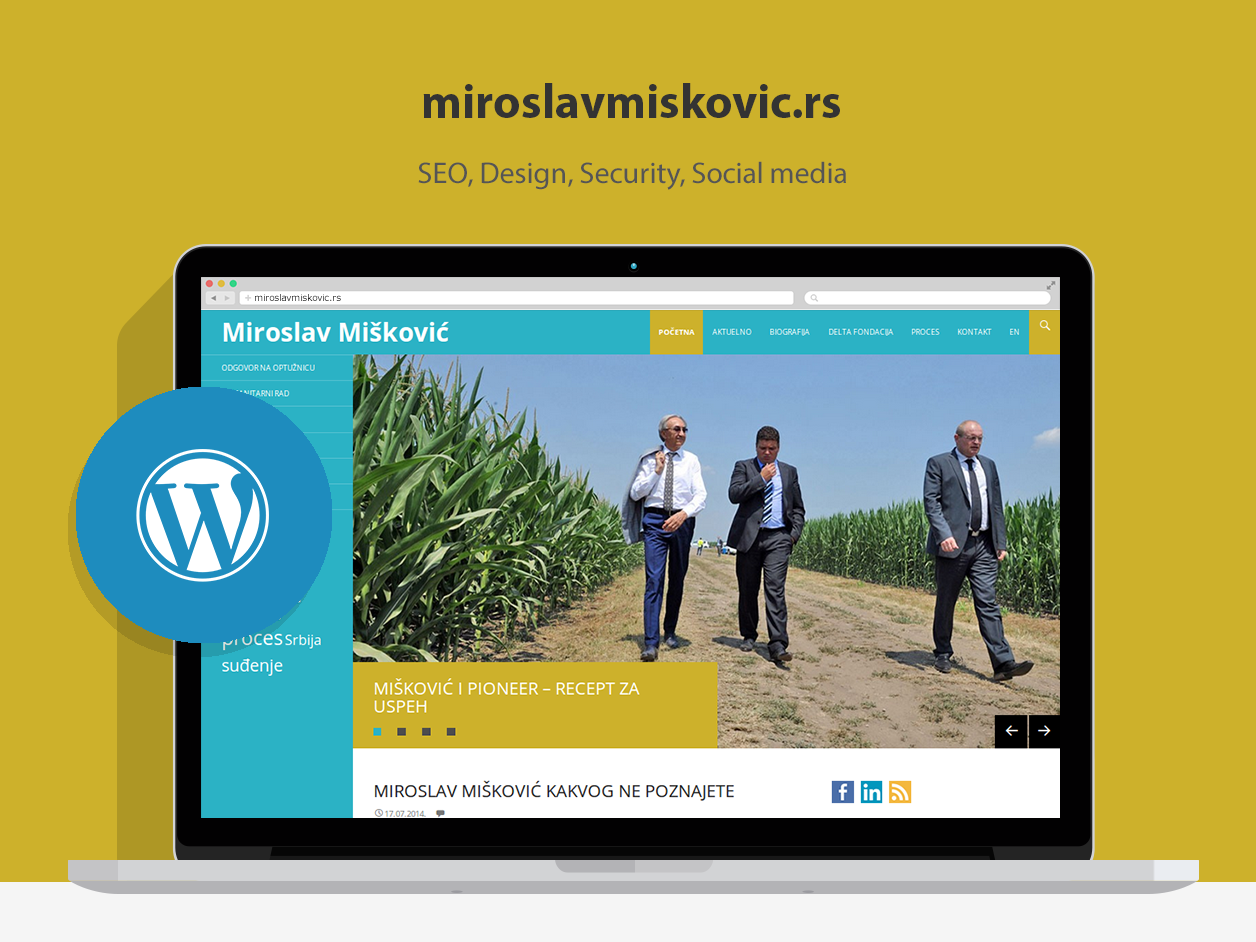 miroslavmiskovic.rs
SEO, Design, Security, Social media
miroslavmiskovic.rs
Miroslav Mišković
POČETNA AKTUELNO BIOGRAFIJA DELTA FONDACIJA PROCES KONTAKT EN
ODGOVOR NA OPTUŽNICU
RAD
proces Srbija
suđenje
MIŠKOVIĆ I PIONEER – RECEPT ZA
USPEH
MIROSLAV MIŠKOVIĆ KAKVOG NE POZNAJETE
17.07.2014.